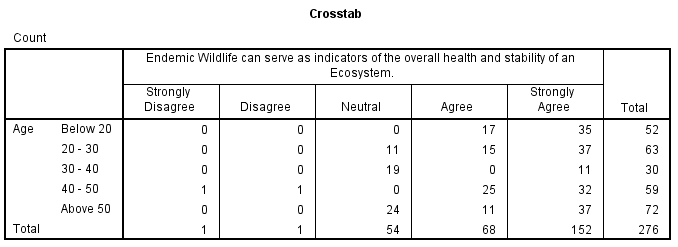 Crosstab
Count
Endemic Wildlife can serve as indicators of the overall health and stability of an
Ecosystem.
Strongly Disagree Disagree Neutral Agree Strongly Agree Total
Age Below 20 0 0 0 17 35 52
20 - 30 0 0 11 15 37 63
30 - 40 0 0 19 0 11 30
40 - 50 1 1 0 25 32 59
Above 50 0 0 24 11 37 72
Total 1 1 54 68 152 276